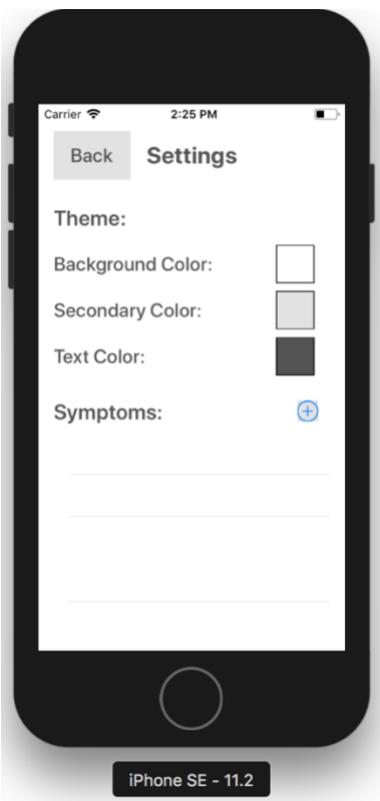 Carrier 2:25 PM
Back Settings
Theme:
Background Color:
Secondary Color:
Text Color:
Symptoms:
iPhone SE - 11.2